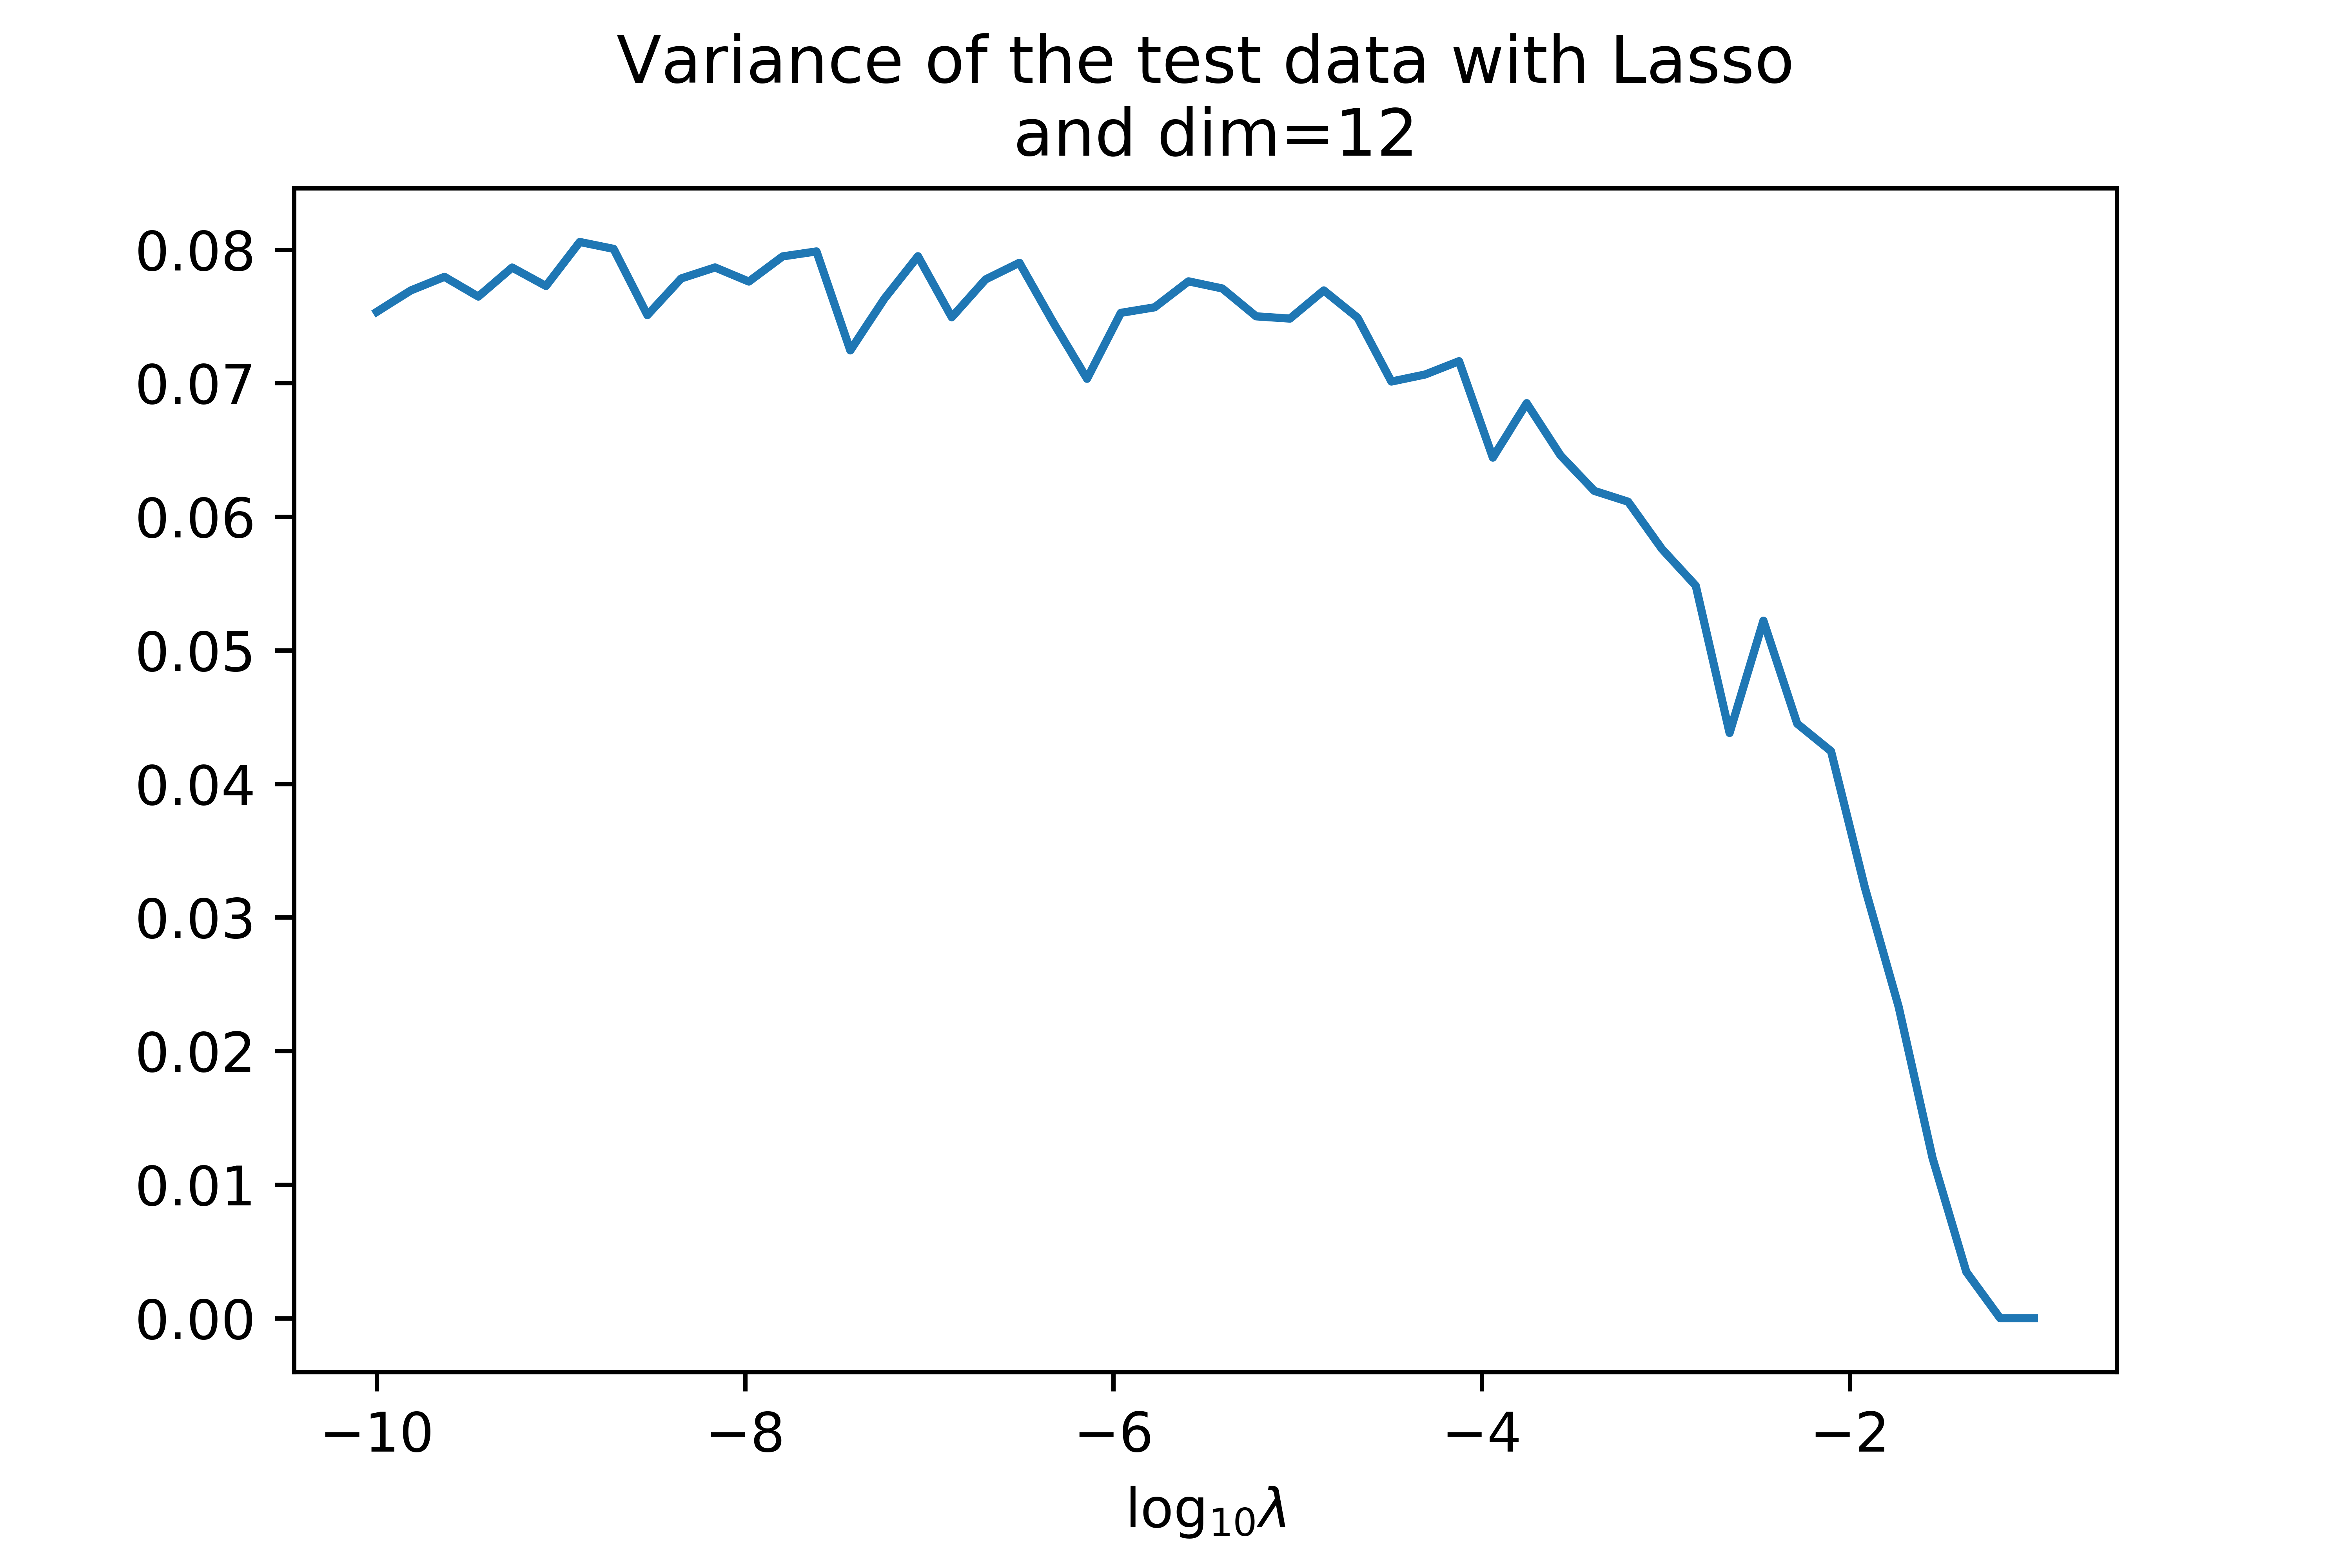 Variance of the test data with Lasso
and dim=12
0.08
0.07
0.06
0.05
0.04
0.03
0.02
0.01
0.00
−10 −8 −6 −4 −2
log₁₀λ